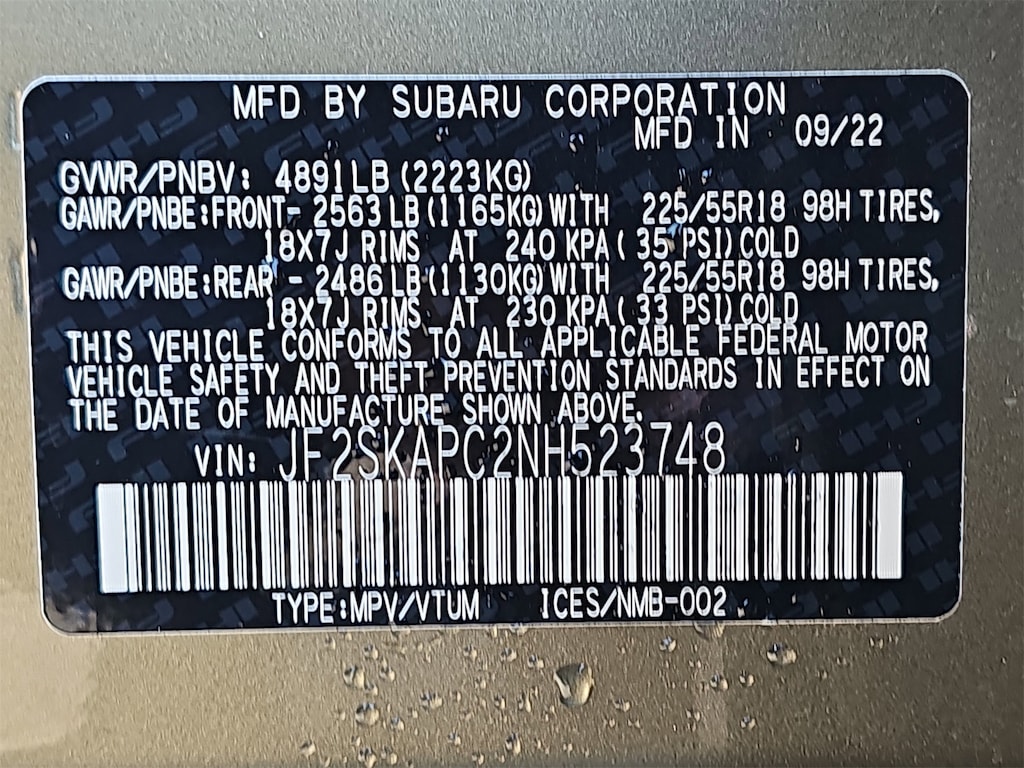 MFD BY SUBARU CORPORATION
MFD IN 09/22
GVWR/PNBV: 4891LB (2223KG)
GAWR/PNBE:FRONT- 2563 LB (1165KG) WITH 225/55R18 98H TIRES,
18X7J RIMS AT 240 KPA ( 35 PSI) COLD
GAWR/PNBE:REAR - 2486 LB (1130KG) WITH 225/55R18 98H TIRES,
18X7J RIMS AT 230 KPA ( 33 PSI) COLD
THIS VEHICLE CONFORMS TO ALL APPLICABLE FEDERAL MOTOR
VEHICLE SAFETY AND THEFT PREVENTION STANDARDS IN EFFECT ON
THE DATE OF MANUFACTURE SHOWN ABOVE.
VIN: JF2SKAPC2NH523748
TYPE:MPV/VTUM ICES/NMB-002